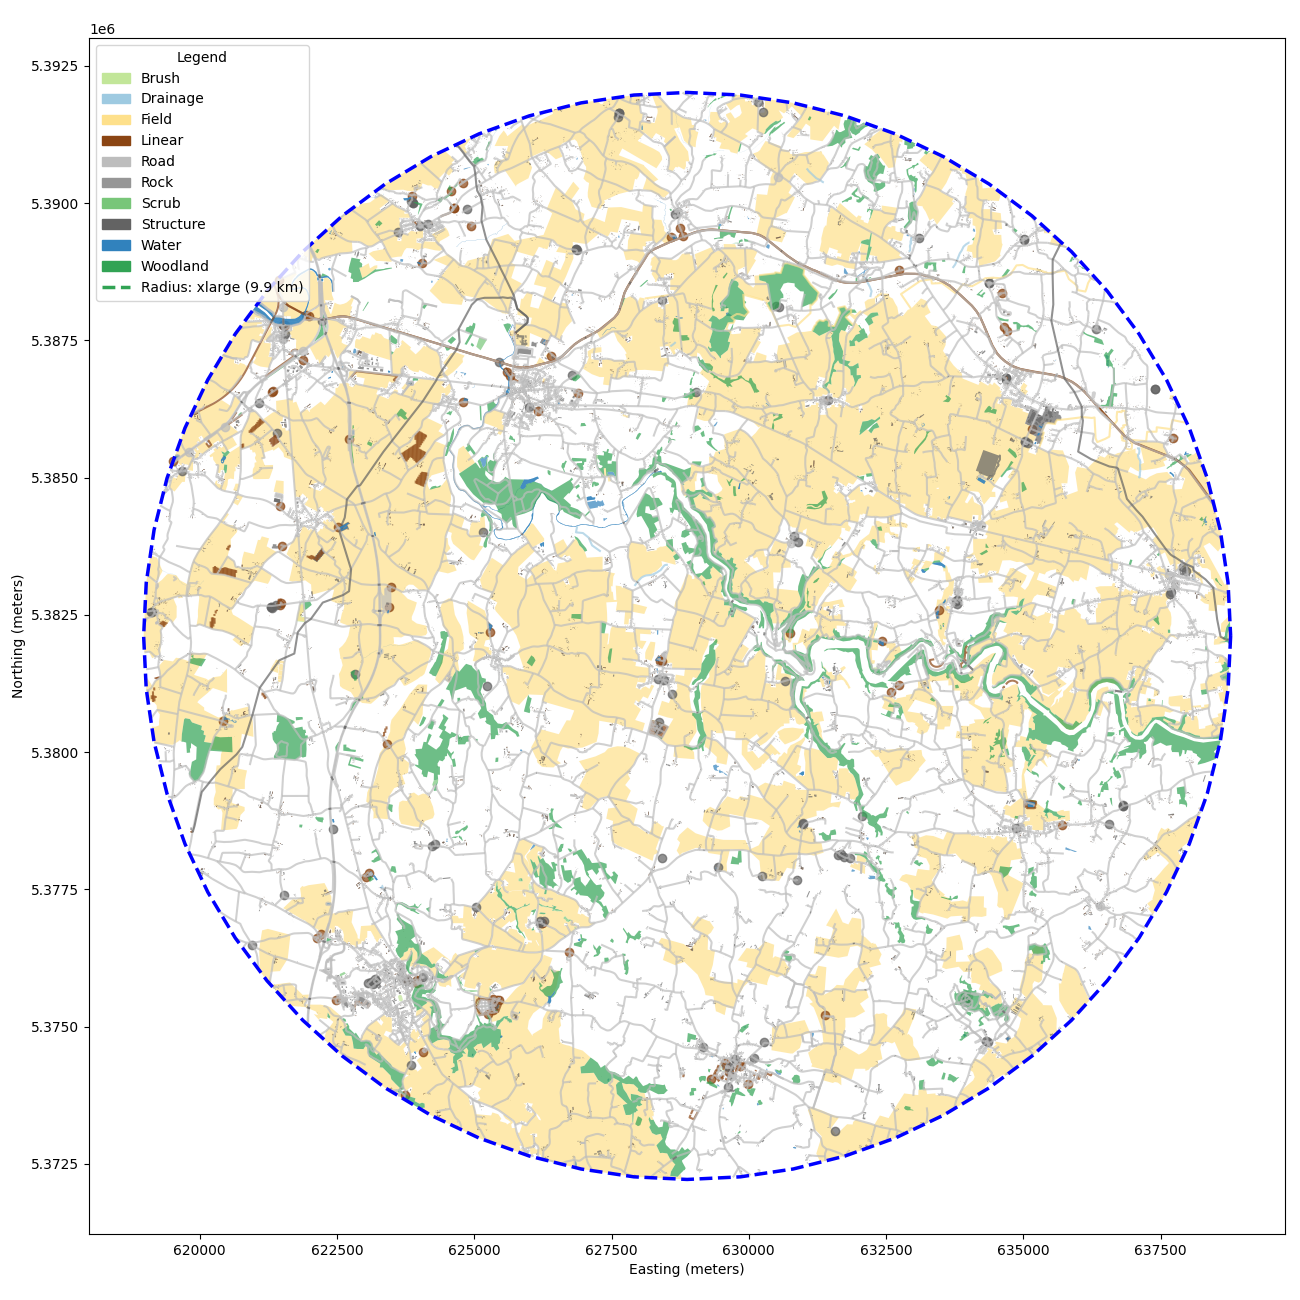 1e6
Legend
Brush
Drainage
Field
Linear
Road
Rock
Scrub
Structure
Water
Woodland
Radius: xlarge (9.9 km)
5.3925
5.3900
5.3875
5.3850
5.3825
5.3800
5.3775
5.3750
5.3725
Northing (meters)
620000 622500 625000 627500 630000 632500 635000 637500
Easting (meters)